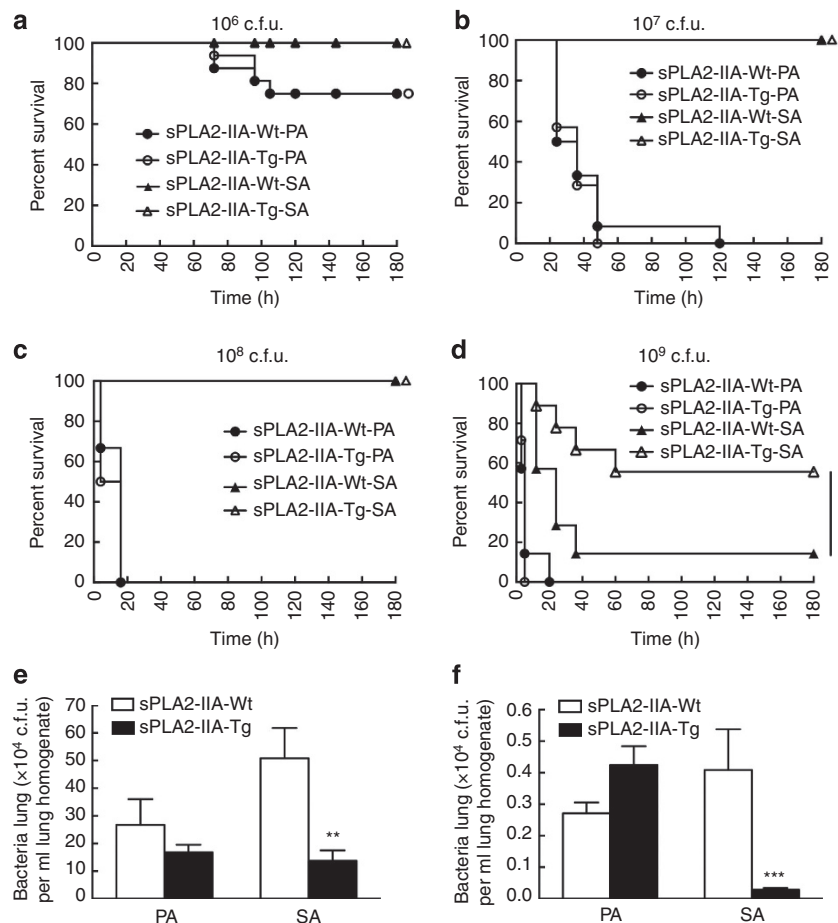 a
10⁶ c.f.u.
Percent survival
100
80
60
40
20
0
sPLA2-IIA-Wt-PA
sPLA2-IIA-Tg-PA
sPLA2-IIA-Wt-SA
sPLA2-IIA-Tg-SA
0 20 40 60 80 100 120 140 160 180
Time (h)
b
10⁷ c.f.u.
Percent survival
100
80
60
40
20
0
sPLA2-IIA-Wt-PA
sPLA2-IIA-Tg-PA
sPLA2-IIA-Wt-SA
sPLA2-IIA-Tg-SA
0 20 40 60 80 100 120 140 160 180
Time (h)
c
10⁸ c.f.u.
Percent survival
100
80
60
40
20
0
sPLA2-IIA-Wt-PA
sPLA2-IIA-Tg-PA
sPLA2-IIA-Wt-SA
sPLA2-IIA-Tg-SA
0 20 40 60 80 100 120 140 160 180
Time (h)
d
10⁹ c.f.u.
Percent survival
100
80
60
40
20
0
sPLA2-IIA-Wt-PA
sPLA2-IIA-Tg-PA
sPLA2-IIA-Wt-SA
sPLA2-IIA-Tg-SA
0 20 40 60 80 100 120 140 160 180
Time (h)
e
Bacteria lung (×10⁴ c.f.u.
per ml lung homogenate)
70
60
50
40
30
20
10
0
sPLA2-IIA-Wt
sPLA2-IIA-Tg
**
PA SA
f
Bacteria lung (×10⁴ c.f.u.
per ml lung homogenate)
0.6
0.5
0.4
0.3
0.2
0.1
0.0
sPLA2-IIA-Wt
sPLA2-IIA-Tg
***
PA SA